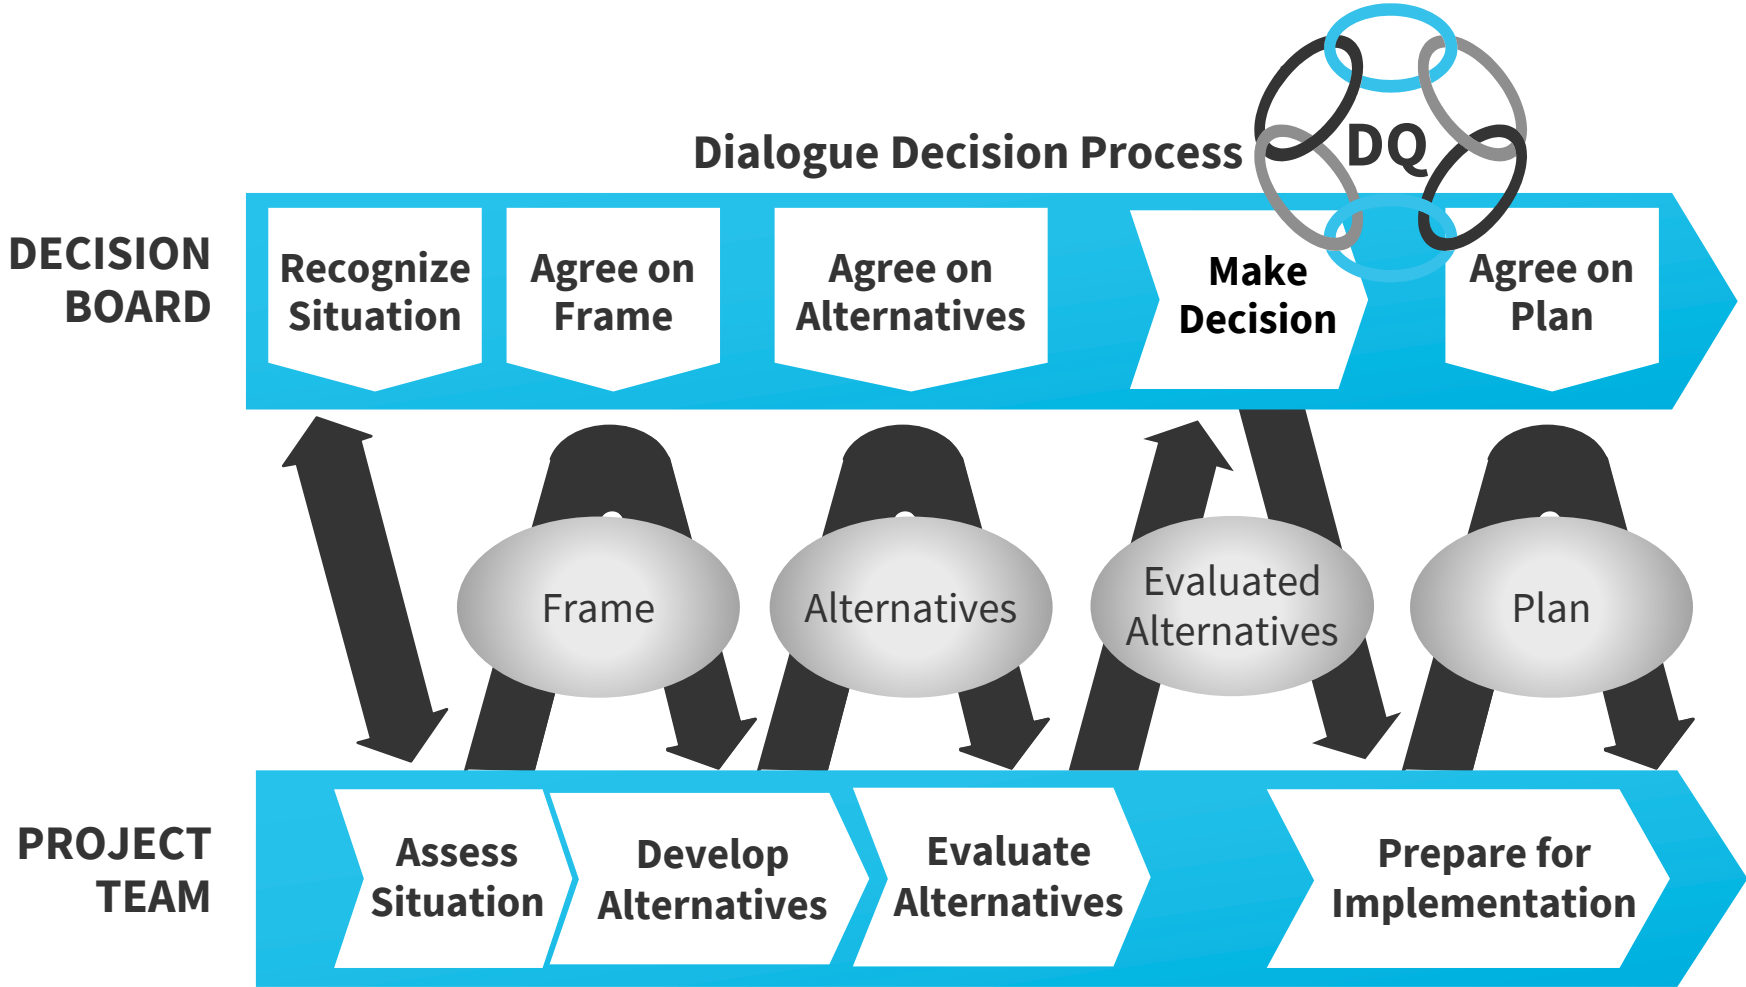 Dialogue Decision Process
DQ
DECISION
BOARD
Recognize
Situation
Agree on
Frame
Agree on
Alternatives
Make
Decision
Agree on
Plan
Frame
Alternatives
Evaluated
Alternatives
Plan
PROJECT
TEAM
Assess
Situation
Develop
Alternatives
Evaluate
Alternatives
Prepare for
Implementation